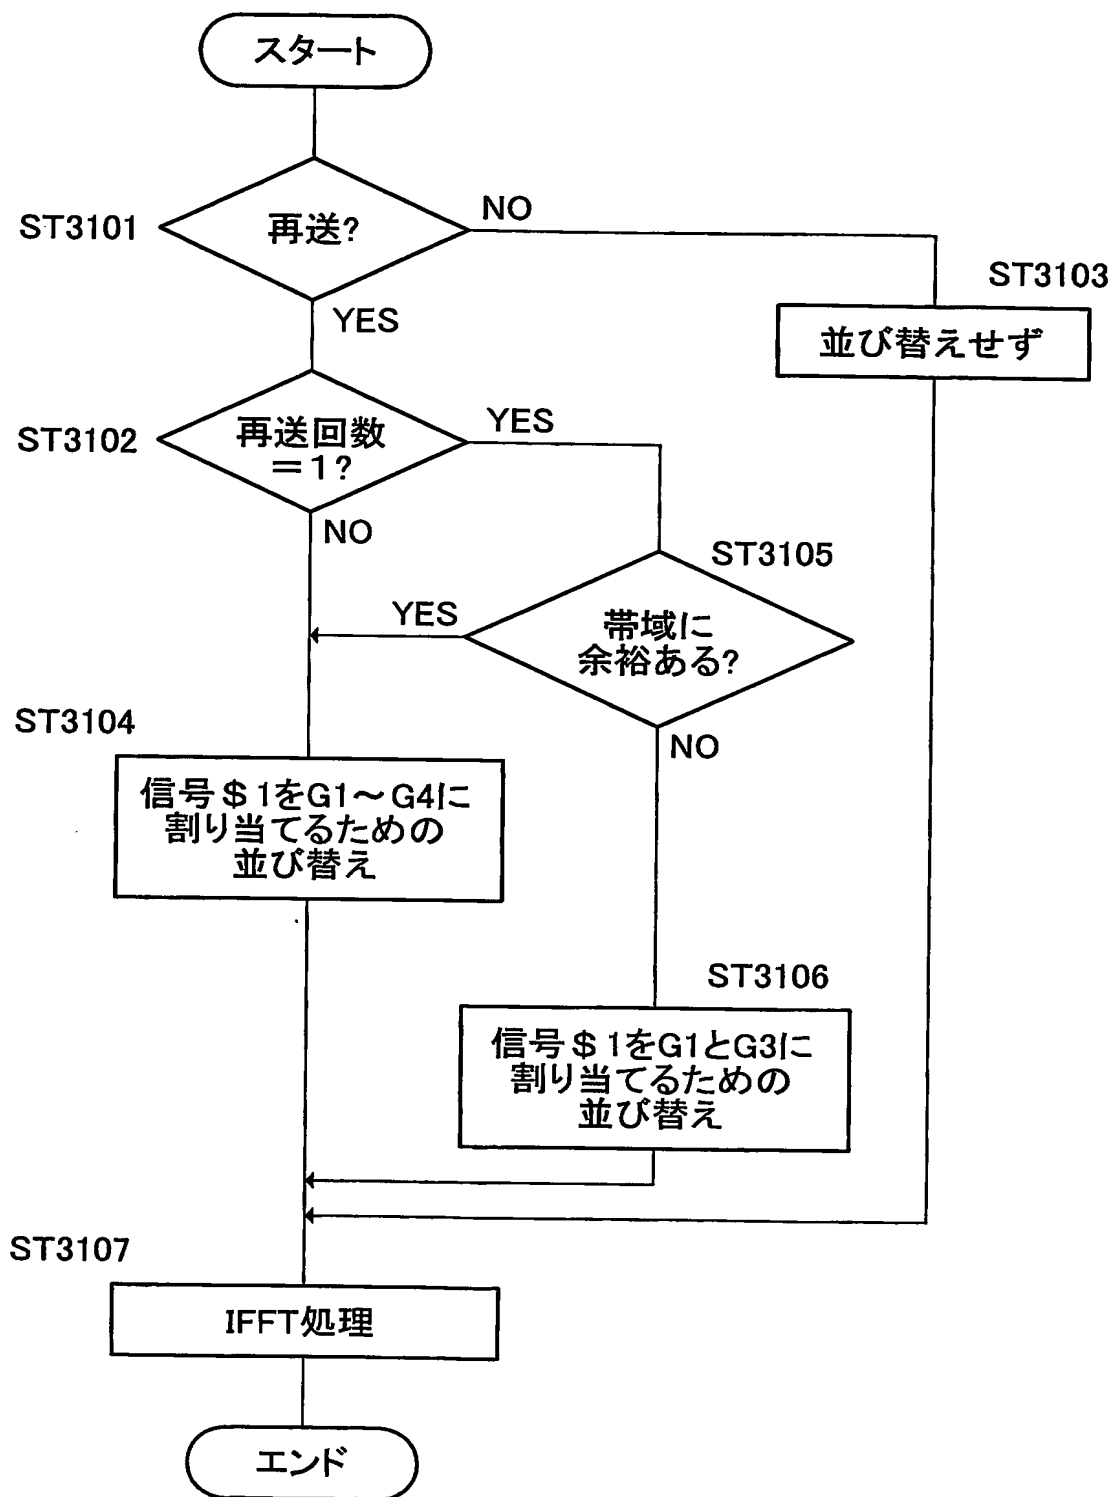 スタート
ST3101
再送?
NO
YES
ST3103
並び替えせず
ST3102
再送回数
＝1?
YES
NO
ST3105
帯域に
余裕ある?
YES
NO
ST3104
信号＄1をG1～G4に
割り当てるための
並び替え
ST3106
信号＄1をG1とG3に
割り当てるための
並び替え
ST3107
IFFT処理
エンド